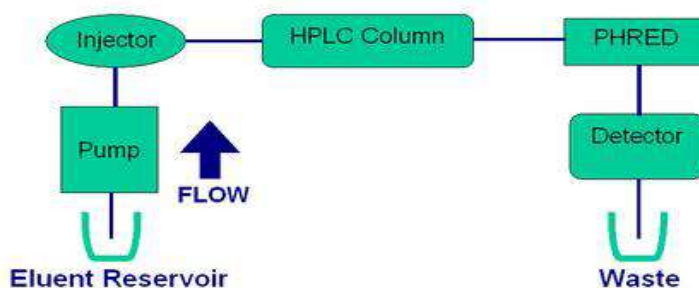 Injector
HPLC Column
PHRED
Pump
Detector
FLOW
Eluent Reservoir
Waste